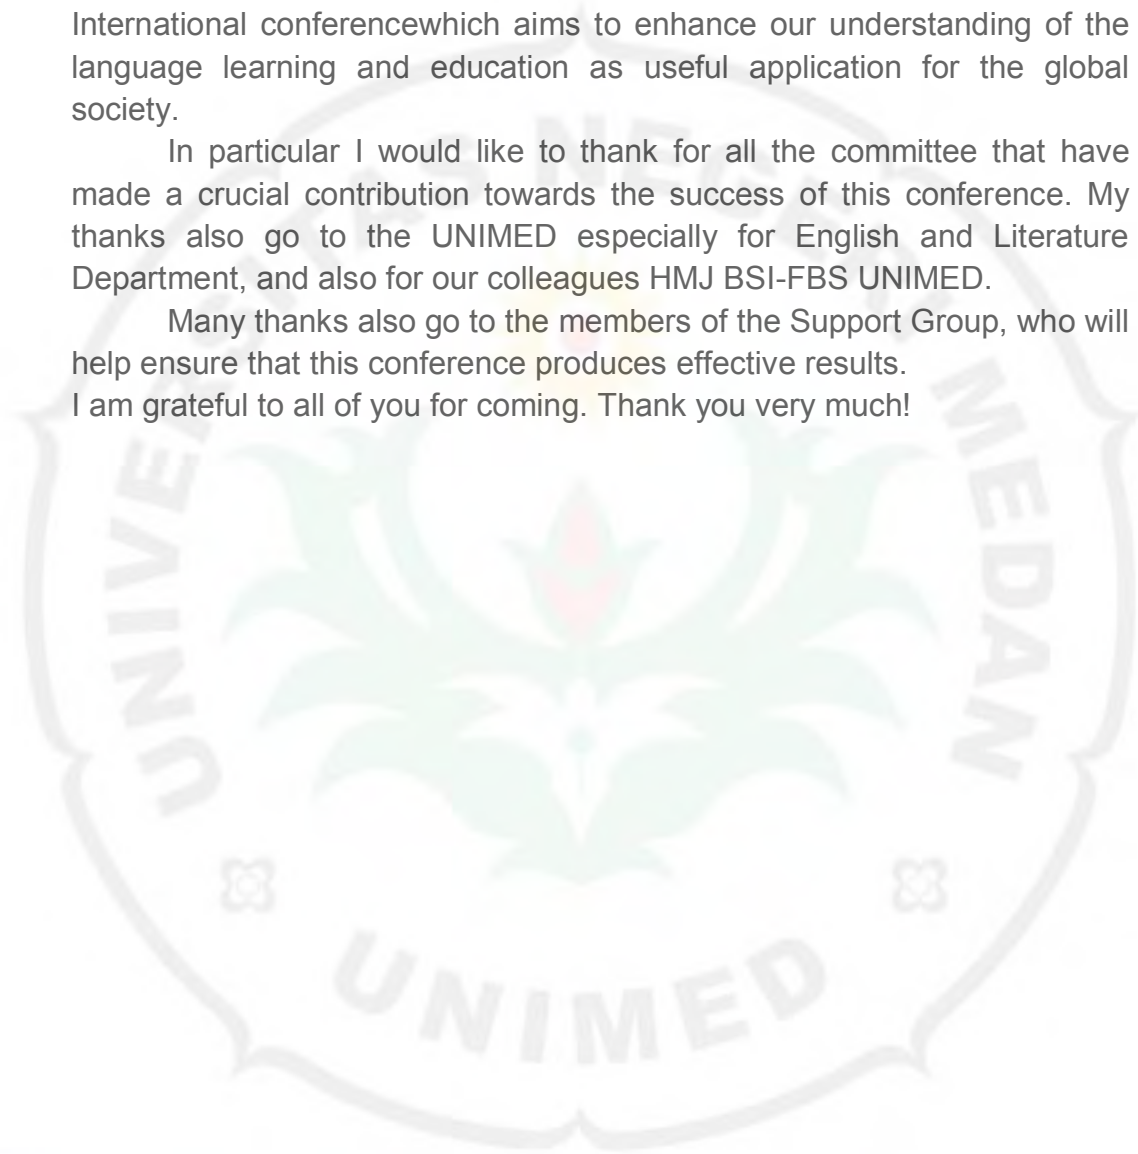 International conferencewhich aims to enhance our understanding of the
language learning and education as useful application for the global
society.
In particular I would like to thank for all the committee that have
made a crucial contribution towards the success of this conference. My
thanks also go to the UNIMED especially for English and Literature
Department, and also for our colleagues HMJ BSI-FBS UNIMED.
Many thanks also go to the members of the Support Group, who will
help ensure that this conference produces effective results.
I am grateful to all of you for coming. Thank you very much!
UNIVERSITAS NEGERI MEDAN
UNIMED